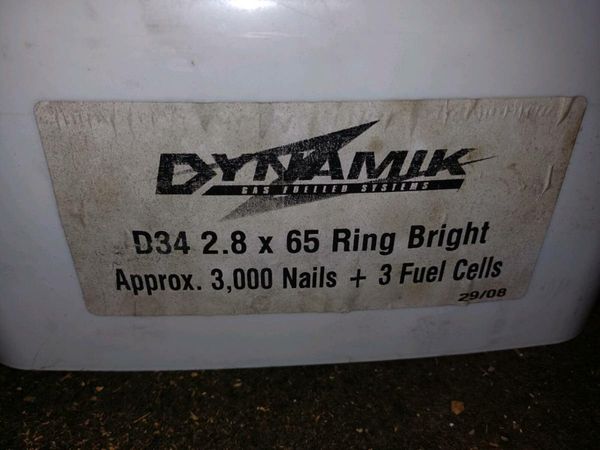 DYNAMIK
GAS FUELLED SYSTEMS
D34 2.8 x 65 Ring Bright
Approx. 3,000 Nails + 3 Fuel Cells
29/08